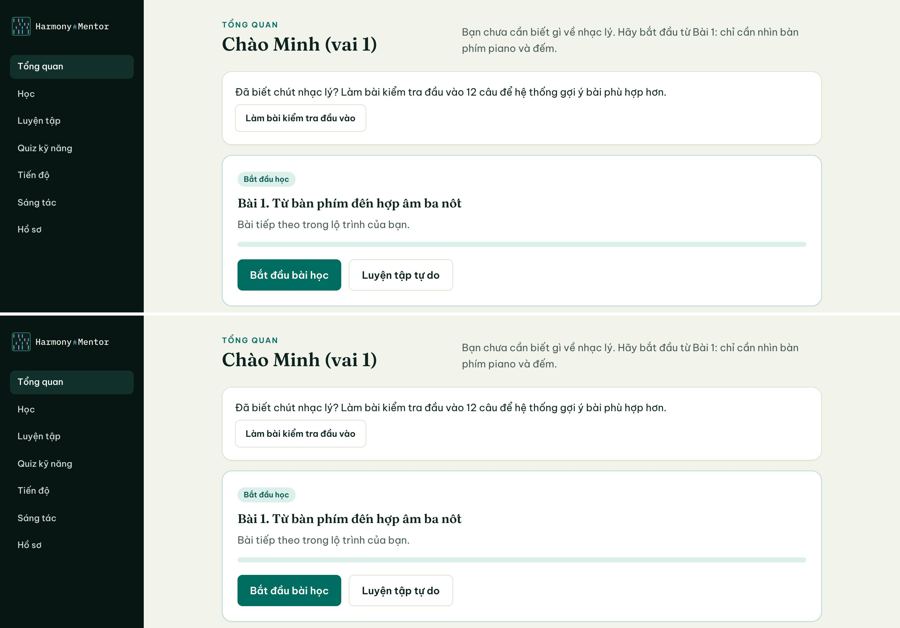 Harmony Mentor
Tổng quan
Học
Luyện tập
Quiz kỹ năng
Tiến độ
Sáng tác
Hồ sơ
TỔNG QUAN
Chào Minh (vai 1)
Bạn chưa cần biết gì về nhạc lý. Hãy bắt đầu từ Bài 1: chỉ cần nhìn bàn
phím piano và đếm.
Đã biết chút nhạc lý? Làm bài kiểm tra đầu vào 12 câu để hệ thống gợi ý bài phù hợp hơn.
Làm bài kiểm tra đầu vào
Bắt đầu học
Bài 1. Từ bàn phím đến hợp âm ba nốt
Bài tiếp theo trong lộ trình của bạn.
Bắt đầu bài học
Luyện tập tự do
Harmony Mentor
Tổng quan
Học
Luyện tập
Quiz kỹ năng
Tiến độ
Sáng tác
Hồ sơ
TỔNG QUAN
Chào Minh (vai 1)
Bạn chưa cần biết gì về nhạc lý. Hãy bắt đầu từ Bài 1: chỉ cần nhìn bàn
phím piano và đếm.
Đã biết chút nhạc lý? Làm bài kiểm tra đầu vào 12 câu để hệ thống gợi ý bài phù hợp hơn.
Làm bài kiểm tra đầu vào
Bắt đầu học
Bài 1. Từ bàn phím đến hợp âm ba nốt
Bài tiếp theo trong lộ trình của bạn.
Bắt đầu bài học
Luyện tập tự do